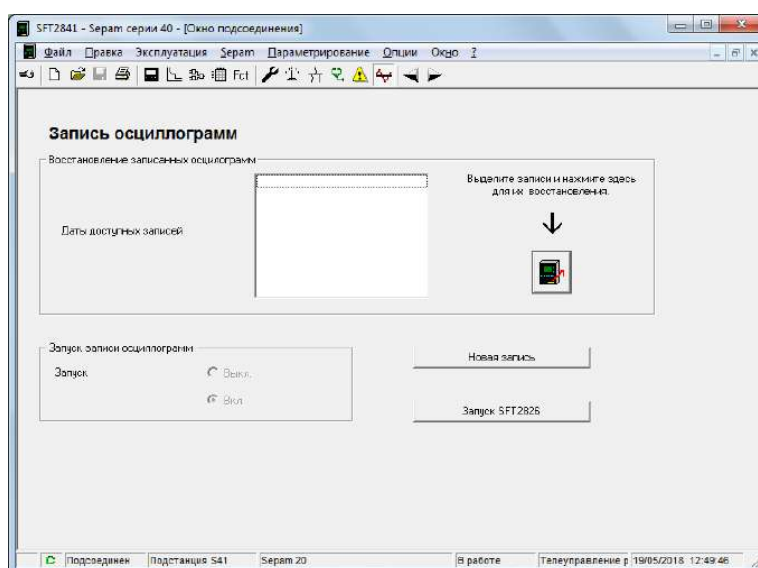 SFT2841 - Sepam серии 40 - [Окно подсоединения]
Файл Правка Эксплуатация Sepam Параметрирование Опции Окно ?
Fct
Запись осциллограмм
Восстановление записанных осцилограмм
Выделите записи и нажмите здесь
для их восстановления.
Даты доступных записей
Запуск записи осциллограмм
Запуск
Выкл.
Вкл
Новая запись
Запуск SFT2826
Подсоединен Подстанция S41 Sepam 20 В работе Телеуправление р 19/05/2018 12:49:46